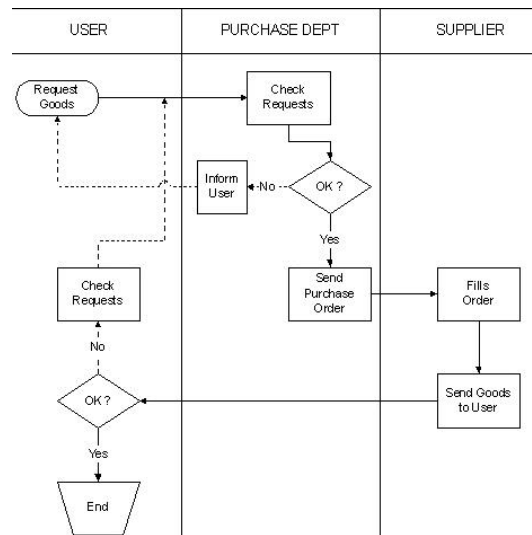 USER
PURCHASE DEPT
SUPPLIER
Request
Goods
Check
Requests
Inform
User
No
OK ?
Yes
Check
Requests
Send
Purchase
Order
Fills
Order
No
OK ?
Send Goods
to User
Yes
End